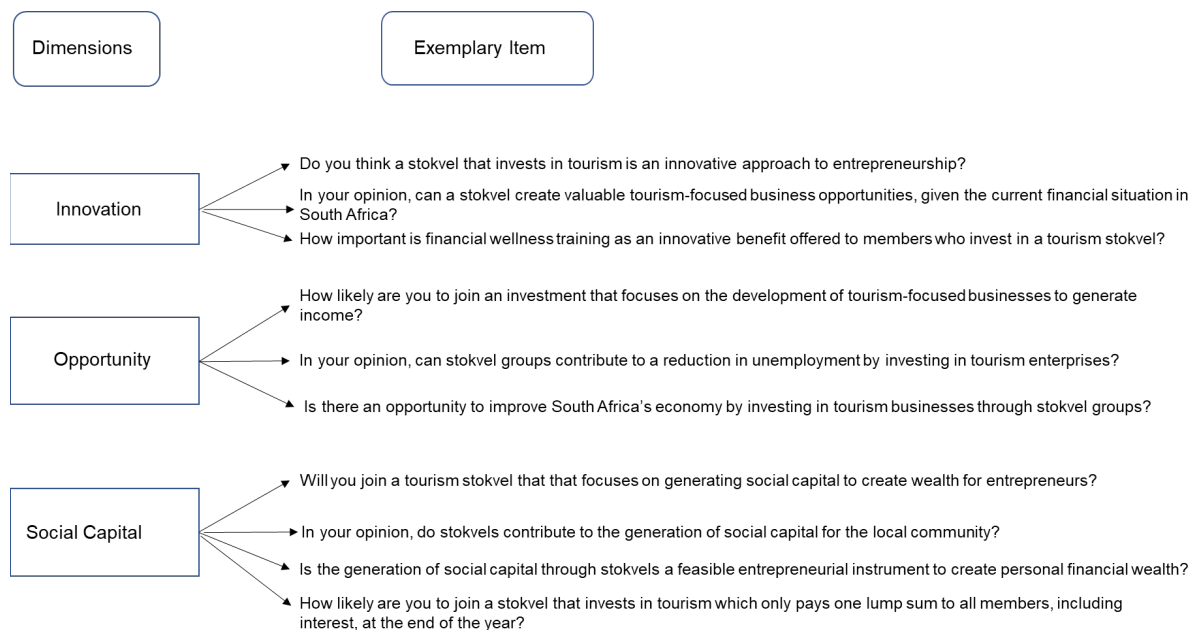 Dimensions
Exemplary Item
Innovation
Do you think a stokvel that invests in tourism is an innovative approach to entrepreneurship?
In your opinion, can a stokvel create valuable tourism-focused business opportunities, given the current financial situation in
South Africa?
How important is financial wellness training as an innovative benefit offered to members who invest in a tourism stokvel?
Opportunity
How likely are you to join an investment that focuses on the development of tourism-focused businesses to generate
income?
In your opinion, can stokvel groups contribute to a reduction in unemployment by investing in tourism enterprises?
Is there an opportunity to improve South Africa's economy by investing in tourism businesses through stokvel groups?
Social Capital
Will you join a tourism stokvel that that focuses on generating social capital to create wealth for entrepreneurs?
In your opinion, do stokvels contribute to the generation of social capital for the local community?
Is the generation of social capital through stokvels a feasible entrepreneurial instrument to create personal financial wealth?
How likely are you to join a stokvel that invests in tourism which only pays one lump sum to all members, including
interest, at the end of the year?